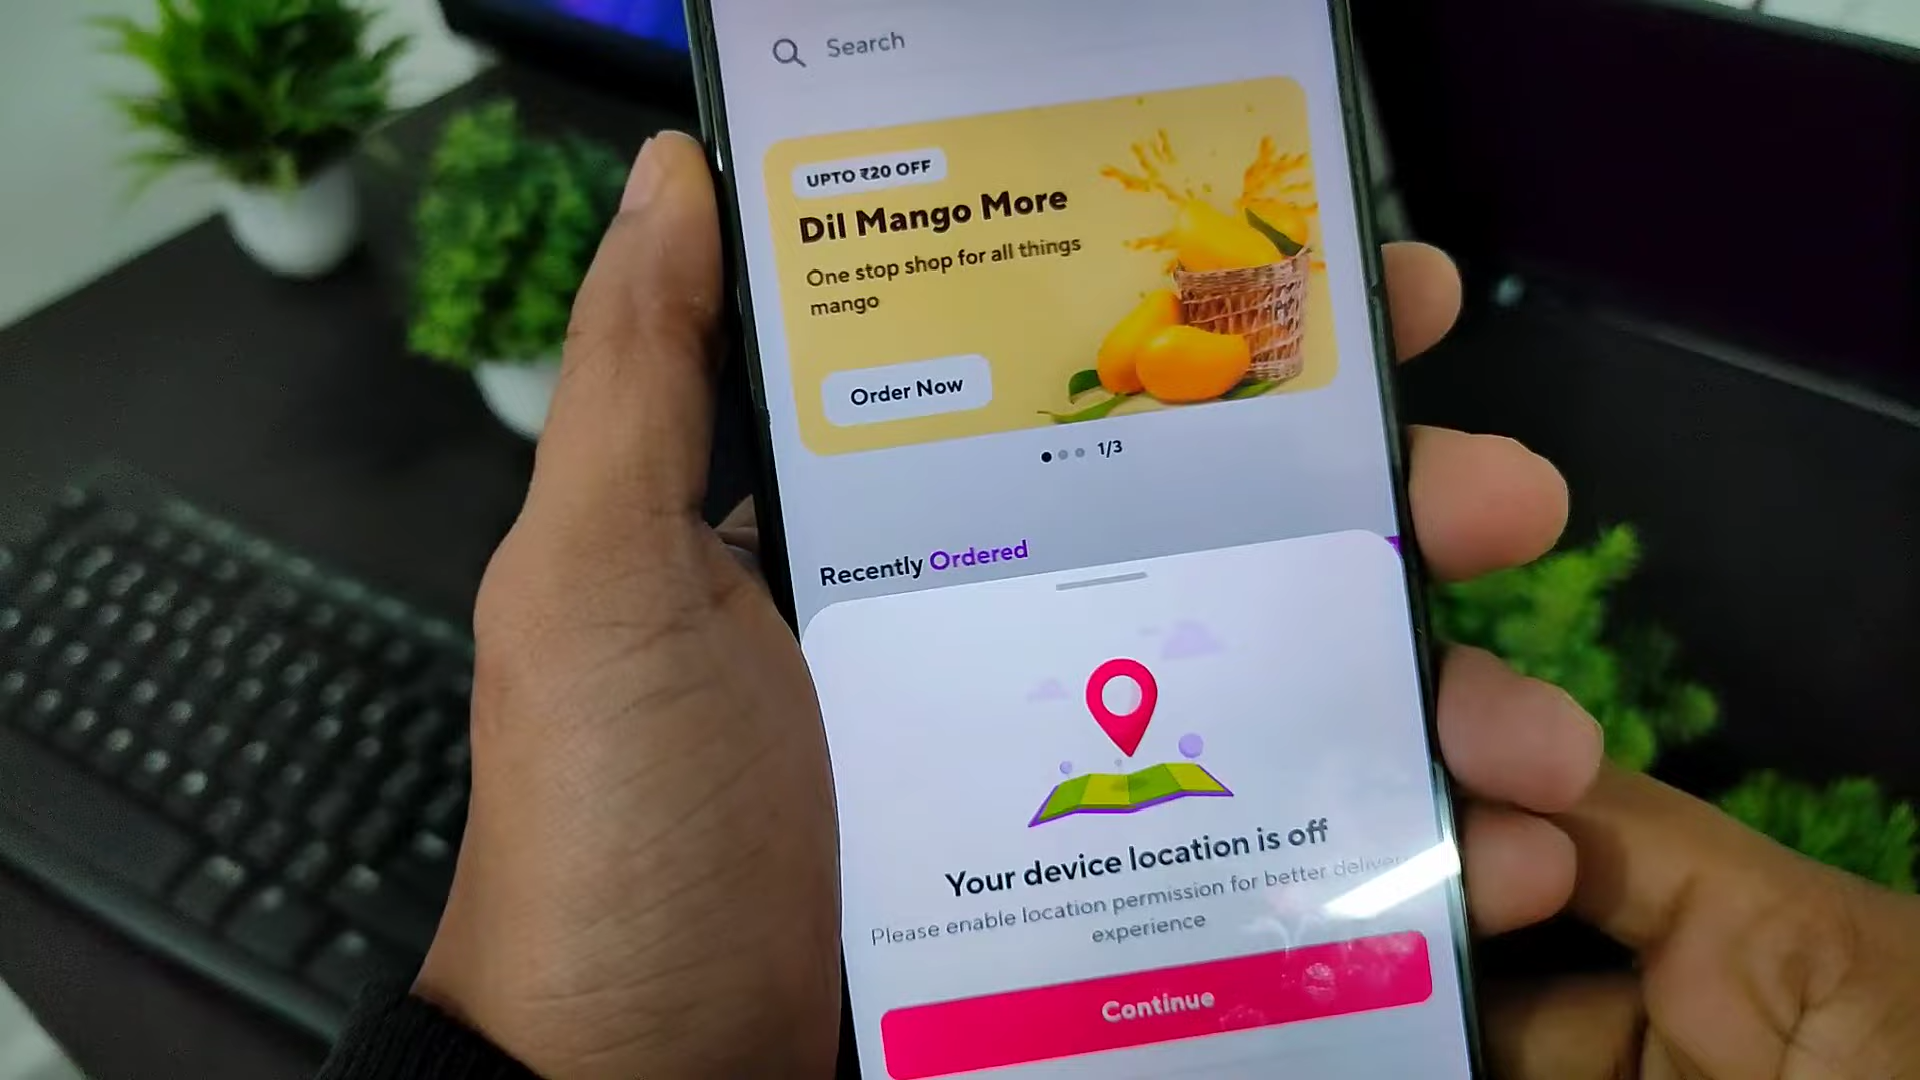 Search
UPTO ₹20 OFF
Dil Mango More
One stop shop for all things
mango
Order Now
1/3
Recently Ordered
Your device location is off
Please enable location permission for better delivery
experience
Continue